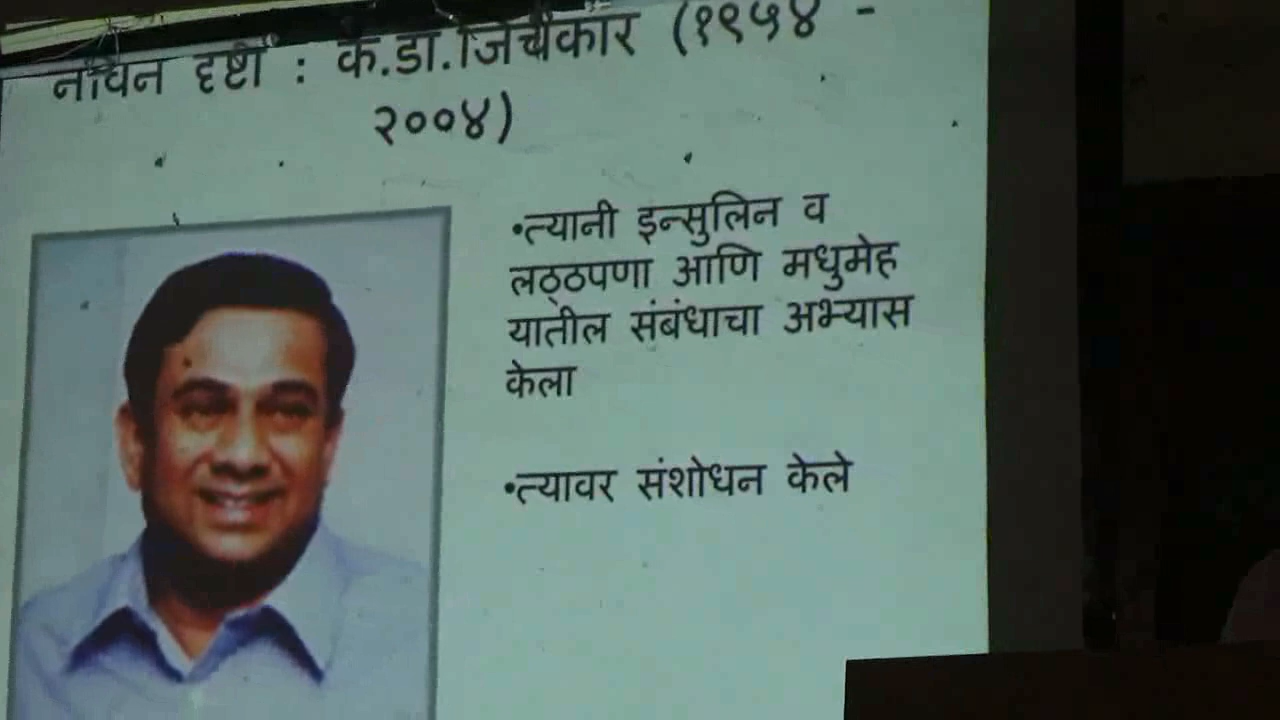 नविन दृष्टी : कै.डॉ.जिचकार (१९५४ -
२००४)
•त्यानी इन्सुलिन व
लठ्ठपणा आणि मधुमेह
यातील संबंधाचा अभ्यास
केला
•त्यावर संशोधन केले